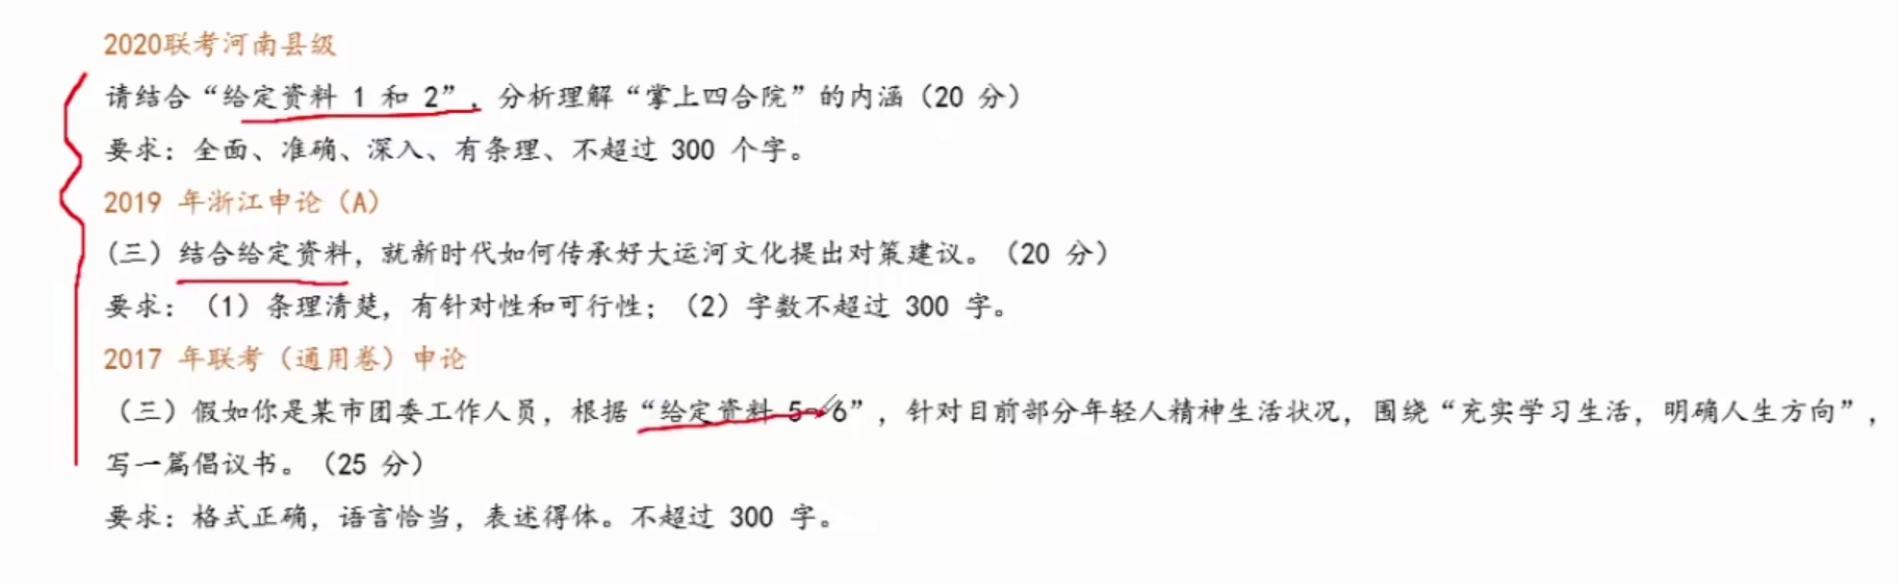 2020联考河南县级
请结合“给定资料 1 和 2”，分析理解“掌上四合院”的内涵（20 分）
要求：全面、准确、深入、有条理、不超过 300 个字。
2019 年浙江申论（A）
（三）结合给定资料，就新时代如何传承好大运河文化提出对策建议。（20 分）
要求：（1）条理清楚，有针对性和可行性；（2）字数不超过 300 字。
2017 年联考（通用卷）申论
（三）假如你是某市团委工作人员，根据“给定资料 5-6”，针对目前部分年轻人精神生活状况，围绕“充实学习生活，明确人生方向”，
写一篇倡议书。（25 分）
要求：格式正确，语言恰当，表述得体。不超过 300 字。